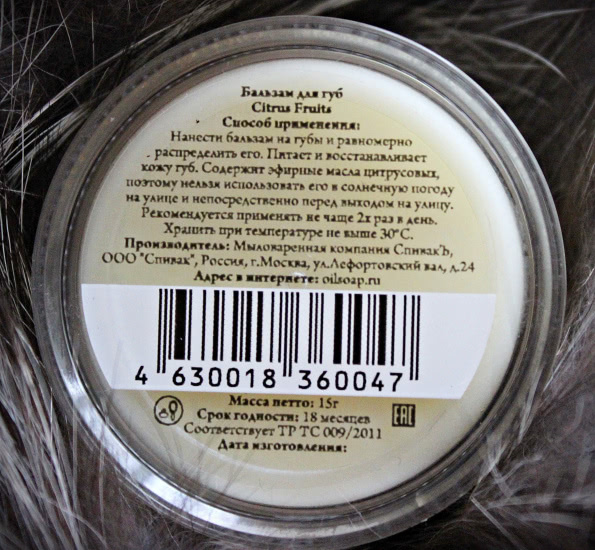 Бальзам для губ
Citrus Fruits
Способ применения:
Нанести бальзам на губы и равномерно
распределить его. Питает и восстанавливает
кожу губ. Содержит эфирные масла цитрусовых,
поэтому нельзя использовать его в солнечную погоду
на улице и непосредственно перед выходом на улицу.
Рекомендуется применять не чаще 2х раз в день.
Хранить при температуре не выше 30°С.
Производитель: Мыловаренная компания СпивакЪ,
ООО "Спивак", Россия, г.Москва, ул.Лефортовский вал, д.24
Адрес в интернете: oilsoap.ru
4 630018 360047
Масса нетто: 15г
Срок годности: 18 месяцев
Соответствует ТР ТС 009/2011
Дата изготовления:
EAC